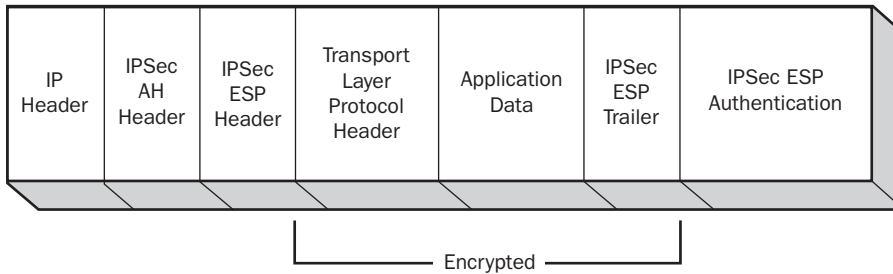 IP
Header
IPSec
AH
Header
IPSec
ESP
Header
Transport
Layer
Protocol
Header
Application
Data
IPSec
ESP
Trailer
IPSec ESP
Authentication
Encrypted